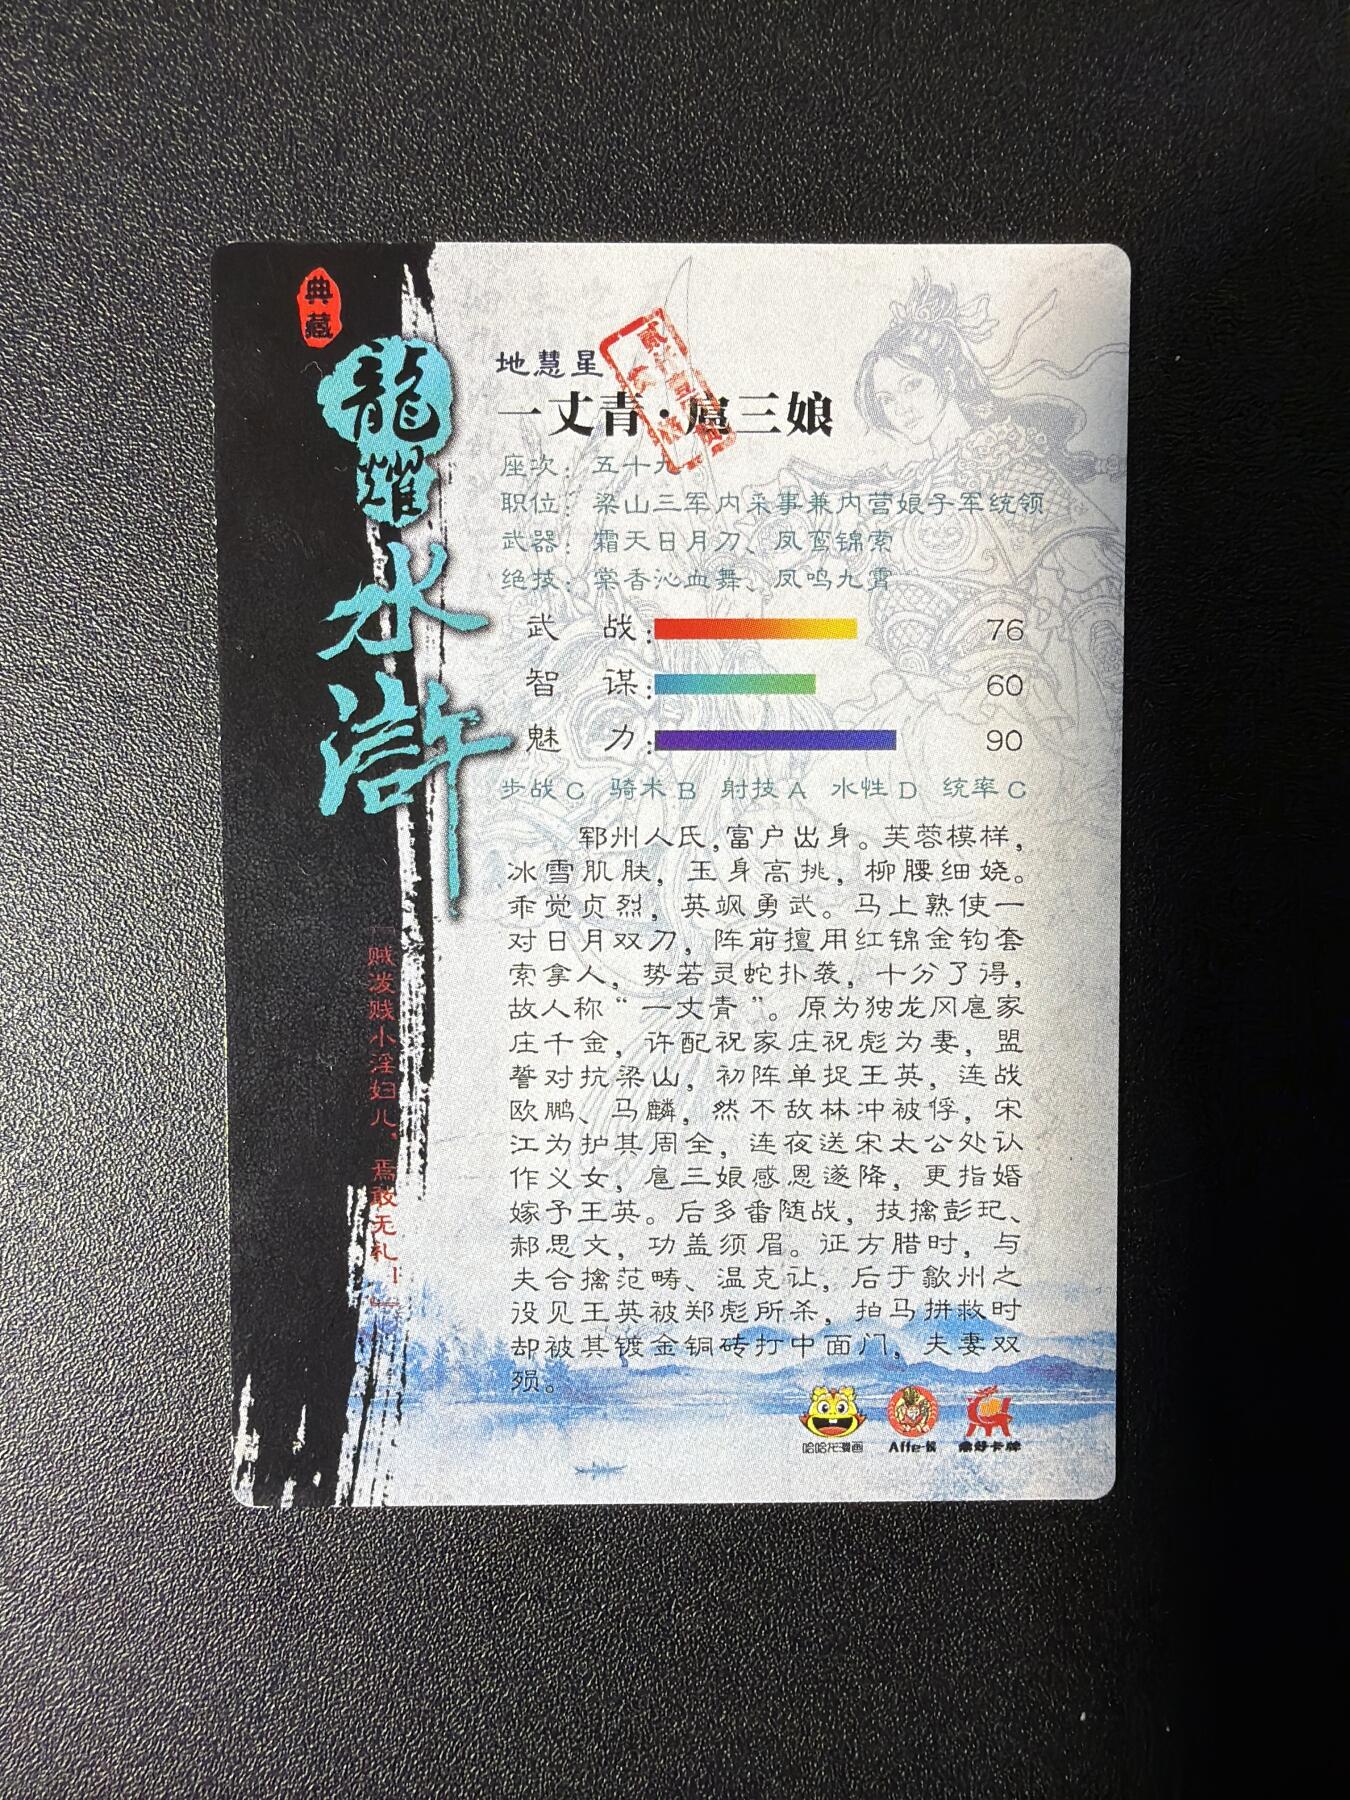 典藏
龍耀
水滸
地慧星
一丈青·扈三娘
座次：五十九
职位：梁山三军内采事兼内营娘子军统领
武器：霜天日月刀、凤鸾锦索
绝技：棠香沁血舞、凤鸣九霄
武战：76
智谋：60
魅力：90
步战C 骑术B 射技A 水性D 统率C
郓州人氏，富户出身。芙蓉模样，
冰雪肌肤，玉身高挑，柳腰细娆。
乖觉贞烈，英飒勇武。马上熟使一
对日月双刀，阵前擅用红锦金钩套
索拿人，势若灵蛇扑袭，十分了得，
故人称“一丈青”。原为独龙冈扈家
庄千金，许配祝家庄祝彪为妻，盟
誓对抗梁山，初阵单捉王英，连战
欧鹏、马麟，然不敌林冲被俘，宋
江为护其周全，连夜送宋太公处认
作义女，扈三娘感恩遂降，更指婚
嫁予王英。后多番随战，技擒彭玘、
郝思文，功盖须眉。证方腊时，与
夫合擒范畴、温克让，后于歙州之
役见王英被郑彪所杀，拍马拼救时
却被其镀金铜砖打中面门，夫妻双
殒。
「贼泼贱小淫妇儿，焉敢无礼！」
哈哈龙漫画
Affe-长